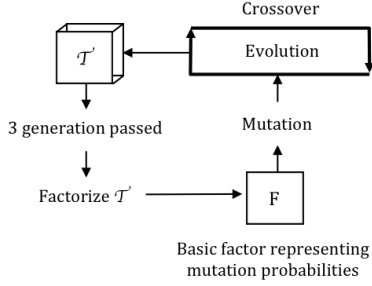 Crossover
Evolution
𝒯
3 generation passed
Mutation
Factorize 𝒯
F
Basic factor representing
mutation probabilities